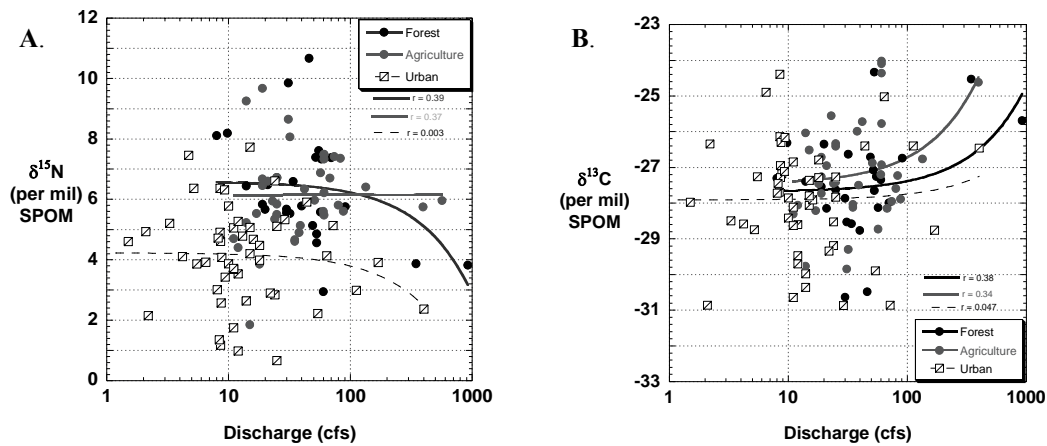 A.
12
10
8
6
4
2
0
δ15N
(per mil)
SPOM
Forest
Agriculture
Urban
r = 0.39
r = 0.37
r = 0.003
1
10
100
1000
Discharge (cfs)
B.
-23
-25
-27
-29
-31
-33
δ13C
(per mil)
SPOM
r = 0.38
r = 0.34
r = 0.047
Forest
Agriculture
Urban
1
10
100
1000
Discharge (cfs)